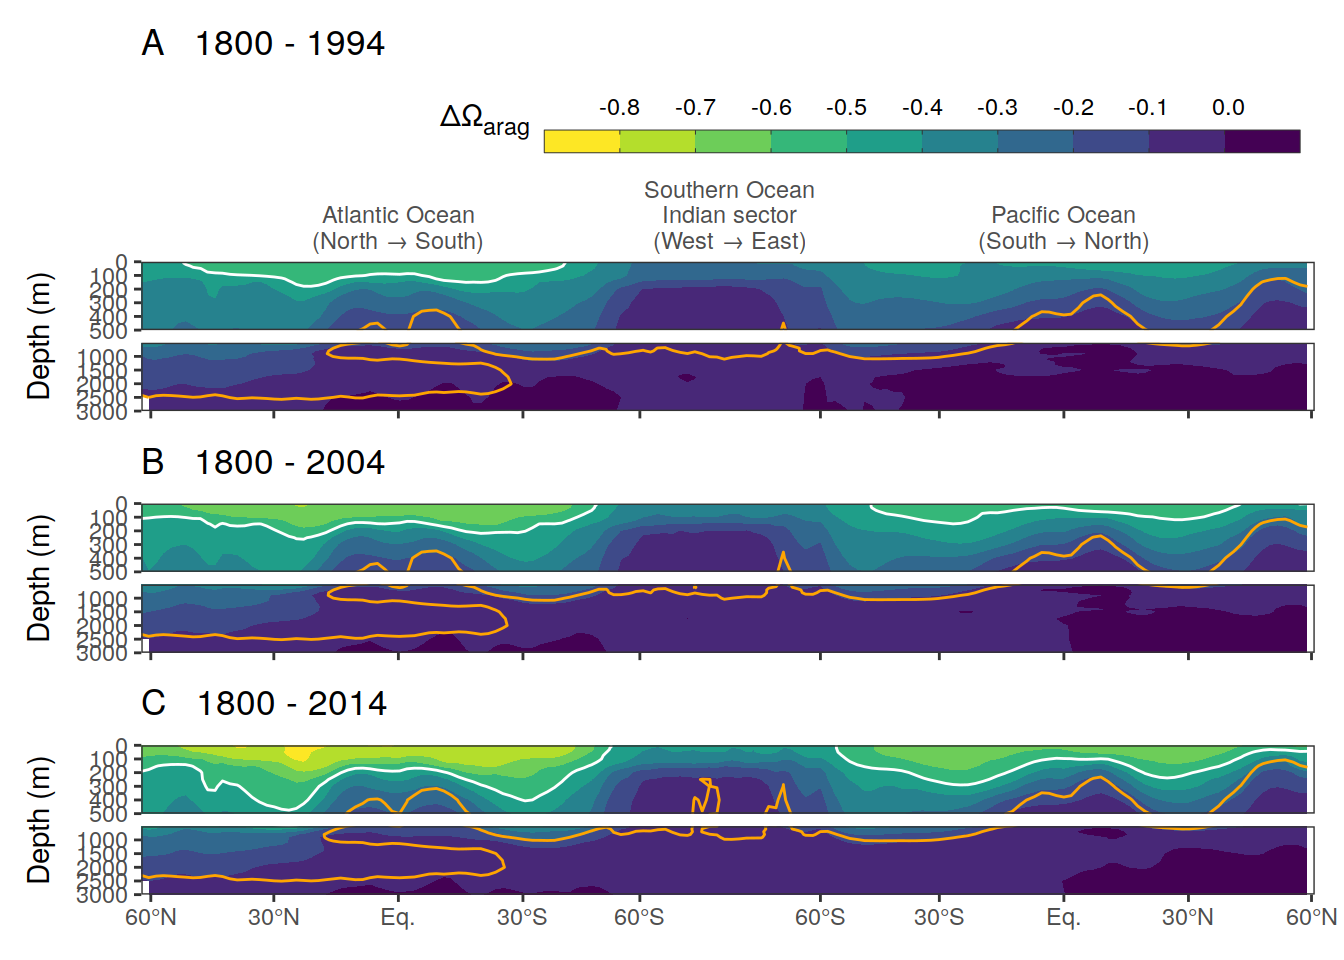 A 1800 - 1994
ΔΩarag
-0.8 -0.7 -0.6 -0.5 -0.4 -0.3 -0.2 -0.1 0.0
Atlantic Ocean
(North → South)
Southern Ocean
Indian sector
(West → East)
Pacific Ocean
(South → North)
Depth (m)
0
100
200
300
400
500
1000
1500
2000
2500
3000
B 1800 - 2004
Depth (m)
0
100
200
300
400
500
1000
1500
2000
2500
3000
C 1800 - 2014
Depth (m)
0
100
200
300
400
500
1000
1500
2000
2500
3000
60°N 30°N Eq. 30°S 60°S 60°S 30°S Eq. 30°N 60°N